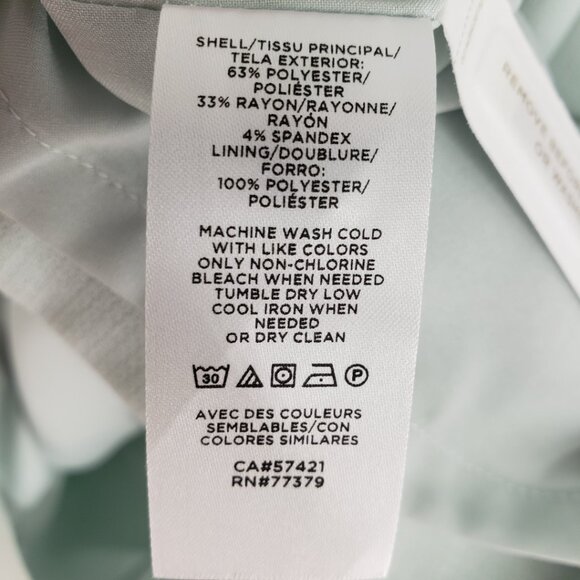 SHELL/TISSU PRINCIPAL/
TELA EXTERIOR:
63% POLYESTER/
POLIÉSTER
33% RAYON/RAYONNE/
RAYÓN
4% SPANDEX
LINING/DOUBLURE/
FORRO:
100% POLYESTER/
POLIÉSTER
MACHINE WASH COLD
WITH LIKE COLORS
ONLY NON-CHLORINE
BLEACH WHEN NEEDED
TUMBLE DRY LOW
COOL IRON WHEN
NEEDED
OR DRY CLEAN
30 P
AVEC DES COULEURS
SEMBLABLES/CON
COLORES SIMILARES
CA#57421
RN#77379
REMOVE
OR